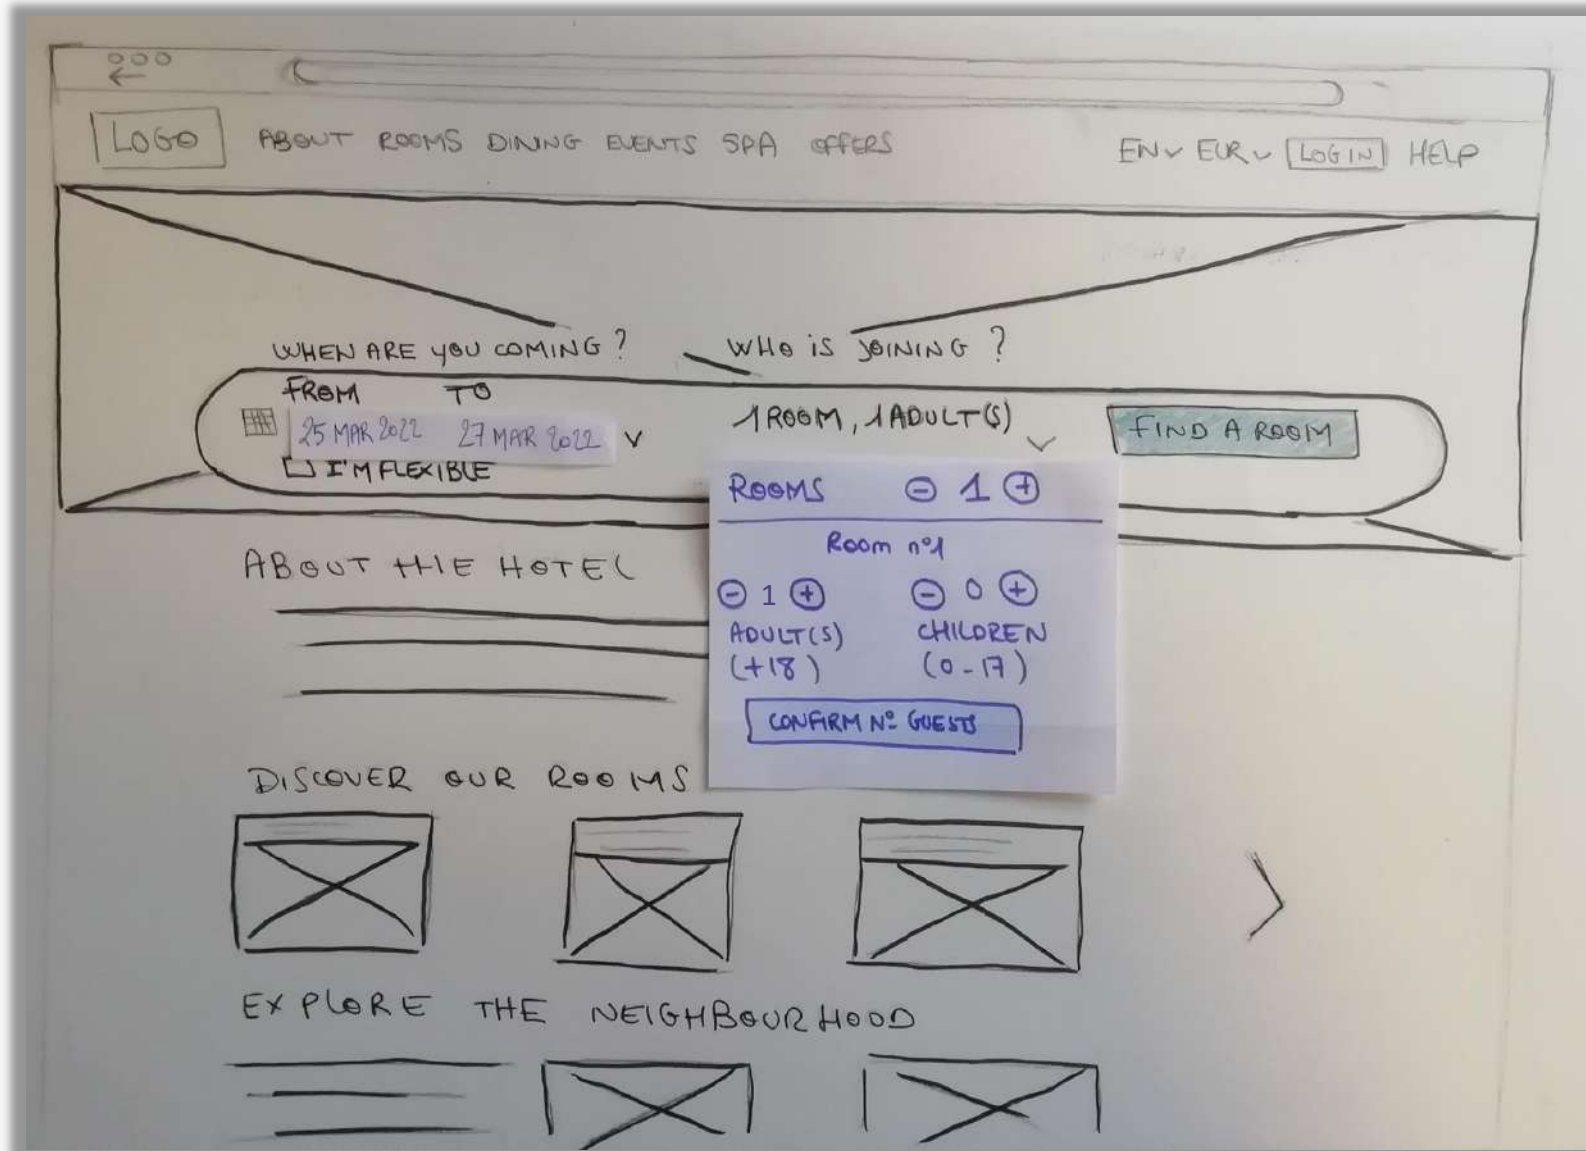 LOGO ABOUT ROOMS DINING EVENTS SPA OFFERS EN EUR LOGIN HELP
WHEN ARE YOU COMING? WHO IS JOINING?
FROM TO
25 MAR 2022 27 MAR 2022
1 ROOM, 1 ADULT(S)
FIND A ROOM
I'M FLEXIBLE
ROOMS - 1 +
Room nº1
- 1 + - 0 +
ADULT(S) CHILDREN
(+18) (0-17)
CONFIRM Nº GUESTS
ABOUT THE HOTEL
DISCOVER OUR ROOMS
EXPLORE THE NEIGHBOURHOOD